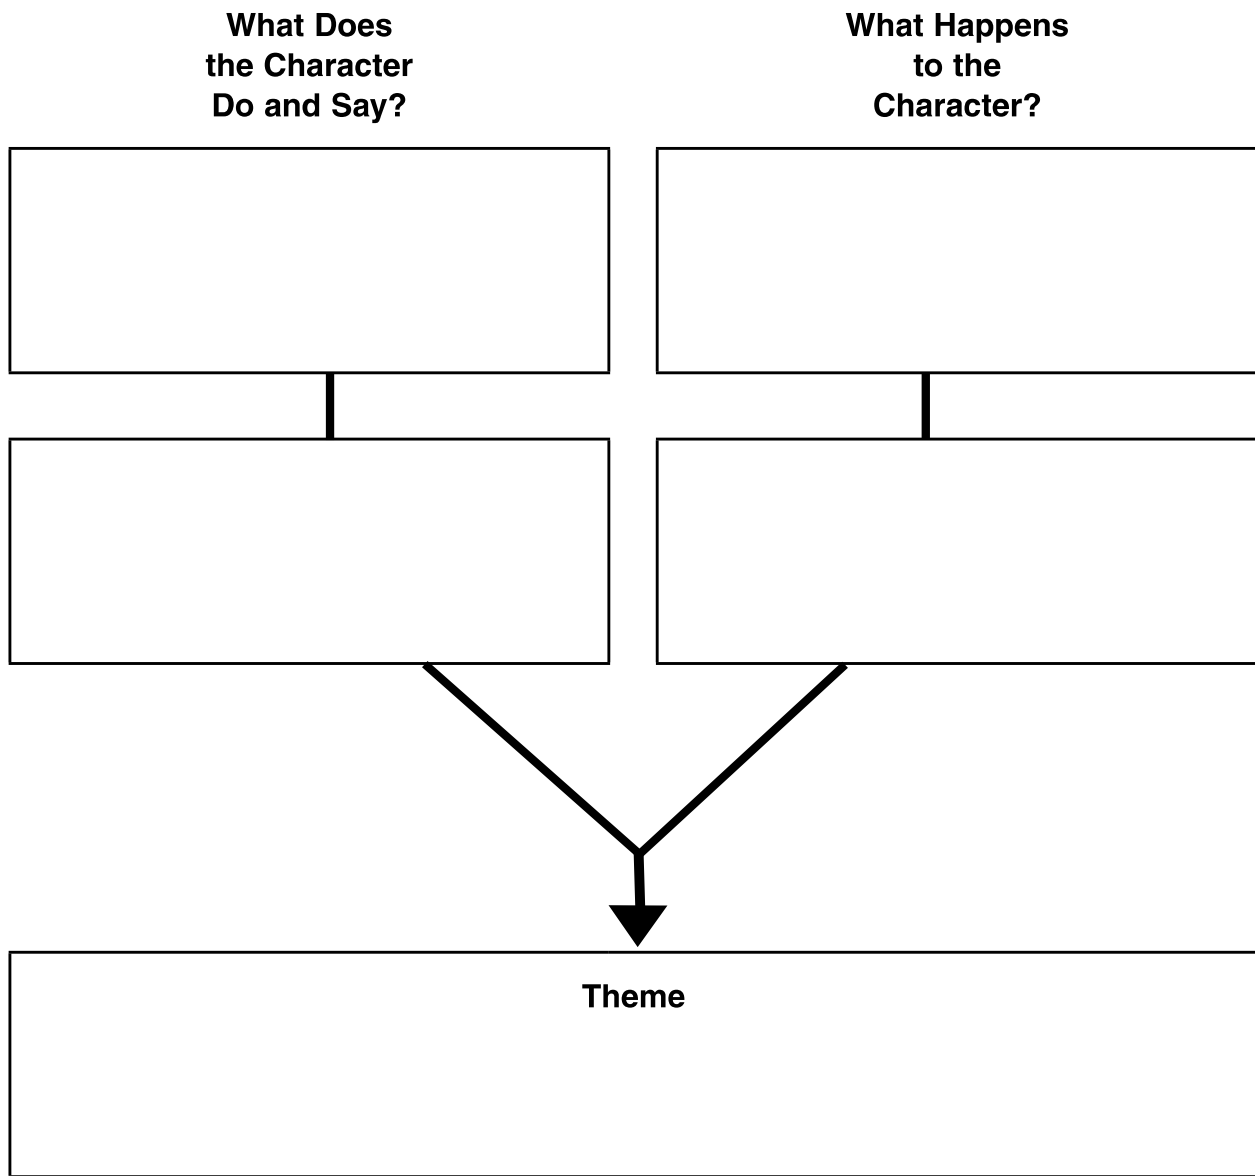 What Does
the Character
Do and Say?
What Happens
to the
Character?
Theme